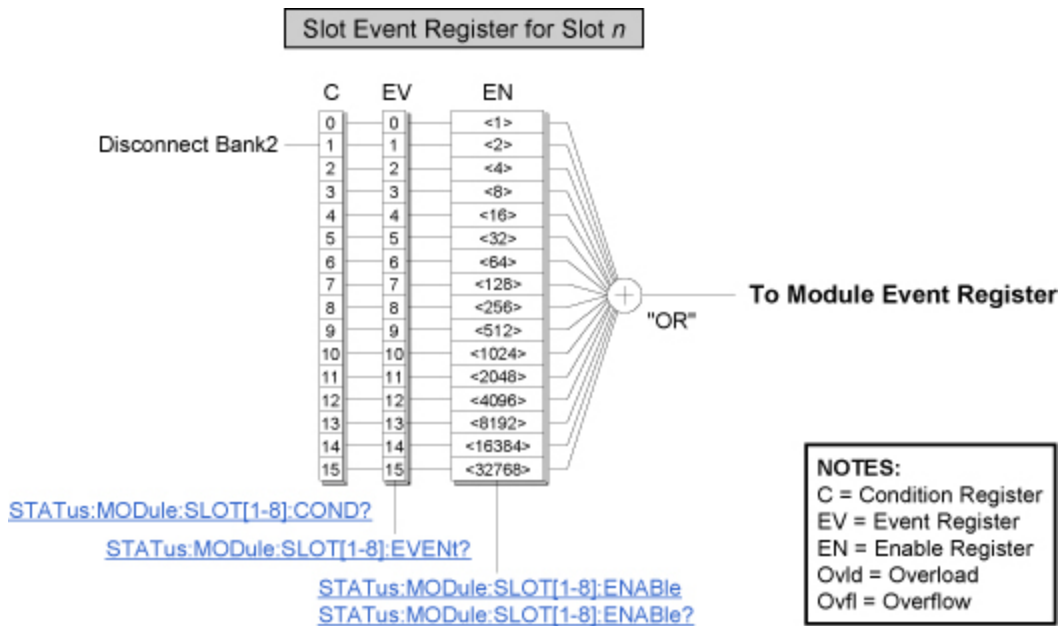 Slot Event Register for Slot n
C EV EN
0 0 <1>
Disconnect Bank2 1 1 <2>
2 2 <4>
3 3 <8>
4 4 <16>
5 5 <32>
6 6 <64>
7 7 <128>
8 8 <256>
9 9 <512>
10 10 <1024>
11 11 <2048>
12 12 <4096>
13 13 <8192>
14 14 <16384>
15 15 <32768>
"OR"
To Module Event Register
STATus:MODule:SLOT[1-8]:COND?
STATus:MODule:SLOT[1-8]:EVENt?
STATus:MODule:SLOT[1-8]:ENABle
STATus:MODule:SLOT[1-8]:ENABle?
NOTES:
C = Condition Register
EV = Event Register
EN = Enable Register
Ovld = Overload
Ovfl = Overflow